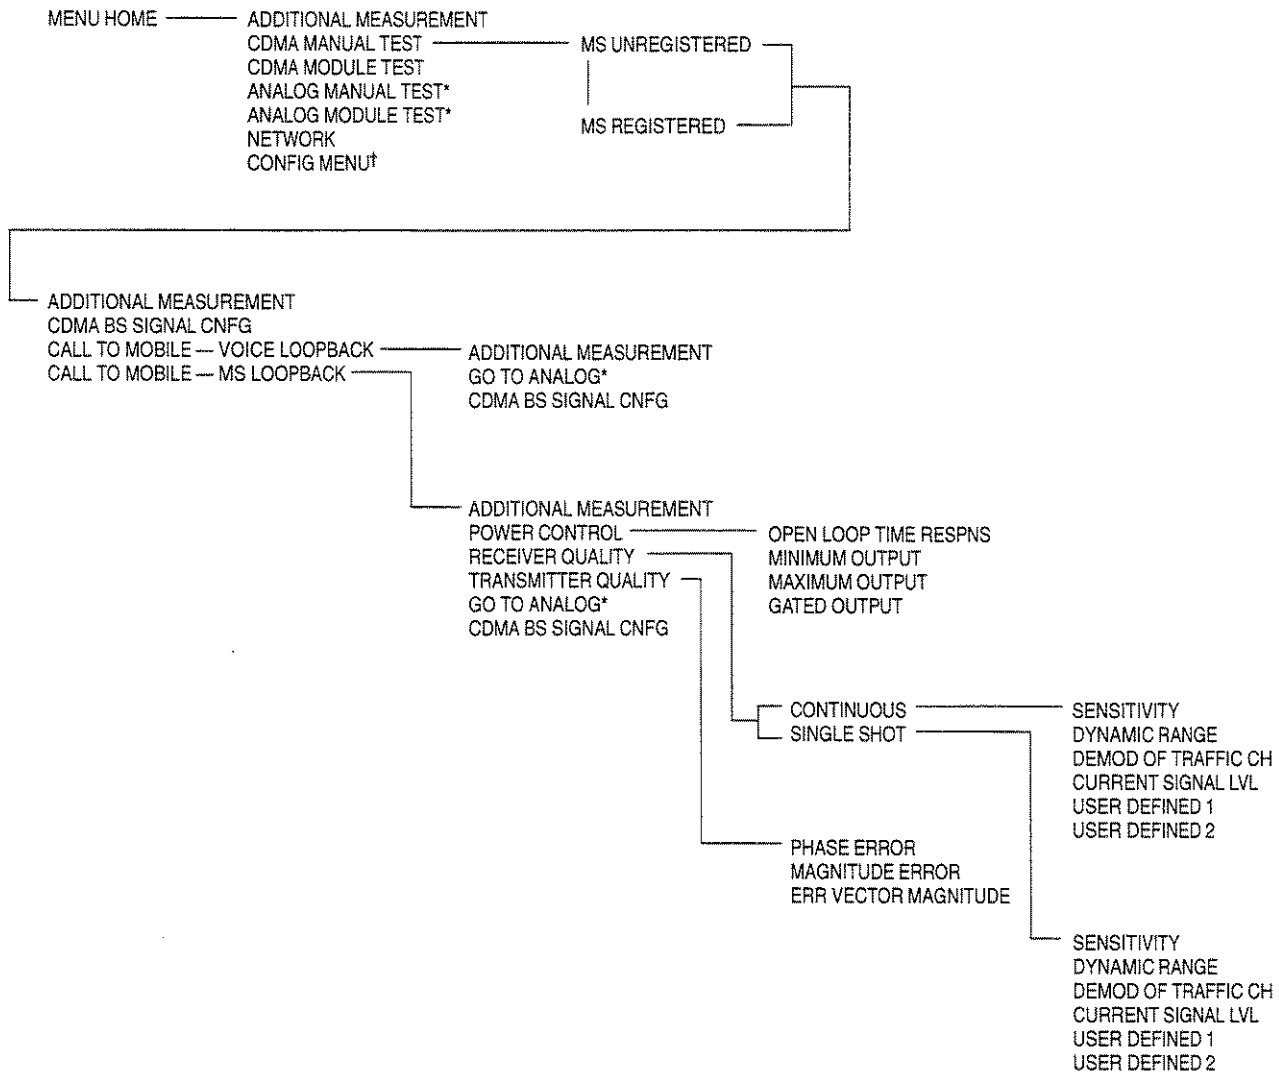 MENU HOME
ADDITIONAL MEASUREMENT
CDMA MANUAL TEST
CDMA MODULE TEST
ANALOG MANUAL TEST*
ANALOG MODULE TEST*
NETWORK
CONFIG MENU†
MS UNREGISTERED
MS REGISTERED
ADDITIONAL MEASUREMENT
CDMA BS SIGNAL CNFG
CALL TO MOBILE — VOICE LOOPBACK
CALL TO MOBILE — MS LOOPBACK
ADDITIONAL MEASUREMENT
GO TO ANALOG*
CDMA BS SIGNAL CNFG
ADDITIONAL MEASUREMENT
POWER CONTROL
RECEIVER QUALITY
TRANSMITTER QUALITY
GO TO ANALOG*
CDMA BS SIGNAL CNFG
OPEN LOOP TIME RESPNS
MINIMUM OUTPUT
MAXIMUM OUTPUT
GATED OUTPUT
CONTINUOUS
SINGLE SHOT
SENSITIVITY
DYNAMIC RANGE
DEMOD OF TRAFFIC CH
CURRENT SIGNAL LVL
USER DEFINED 1
USER DEFINED 2
PHASE ERROR
MAGNITUDE ERROR
ERR VECTOR MAGNITUDE
SENSITIVITY
DYNAMIC RANGE
DEMOD OF TRAFFIC CH
CURRENT SIGNAL LVL
USER DEFINED 1
USER DEFINED 2